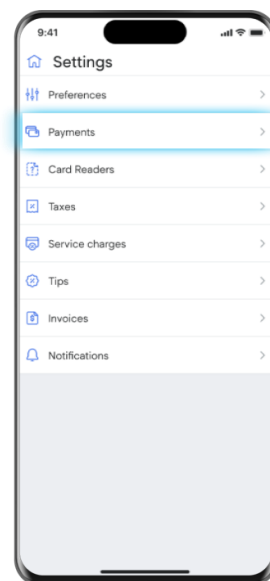 9:41
Settings
Preferences
Payments
Card Readers
Taxes
Service charges
Tips
Invoices
Notifications